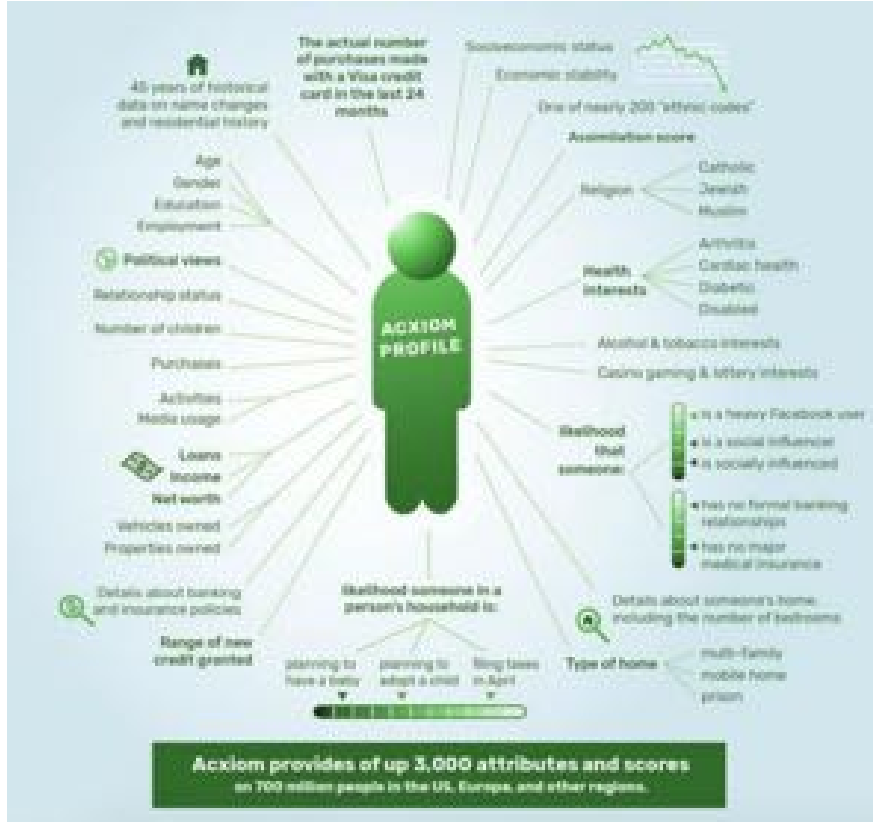 The actual number
of purchases made
with a Visa credit
card in the last 24
months
45 years of historical
data on name changes
and residential history
Age
Gender
Education
Employment
Political views
Relationship status
Number of children
Purchases
Activities
Media usage
Loans
Income
Net worth
Vehicles owned
Properties owned
Details about banking
and insurance policies
Range of new
credit granted
Socioeconomic status
Economic stability
One of nearly 200 "ethnic codes"
Assimilation score
Religion
Catholic
Jewish
Muslim
Health
interests
Arthritis
Cardiac health
Diabetic
Disabled
Alcohol & tobacco interests
Casino gaming & lottery interests
likelihood
that
someone:
is a heavy Facebook user
is a social influencer
is socially influenced
has no formal banking
relationships
has no major
medical insurance
Details about someone's home
including the number of bedrooms
Type of home
multi-family
mobile home
prison
ACXIOM
PROFILE
likelihood someone in a
person's household is:
planning to
have a baby
planning to
adopt a child
filing taxes
in April
Acxiom provides of up 3,000 attributes and scores
on 700 million people in the US, Europe, and other regions.